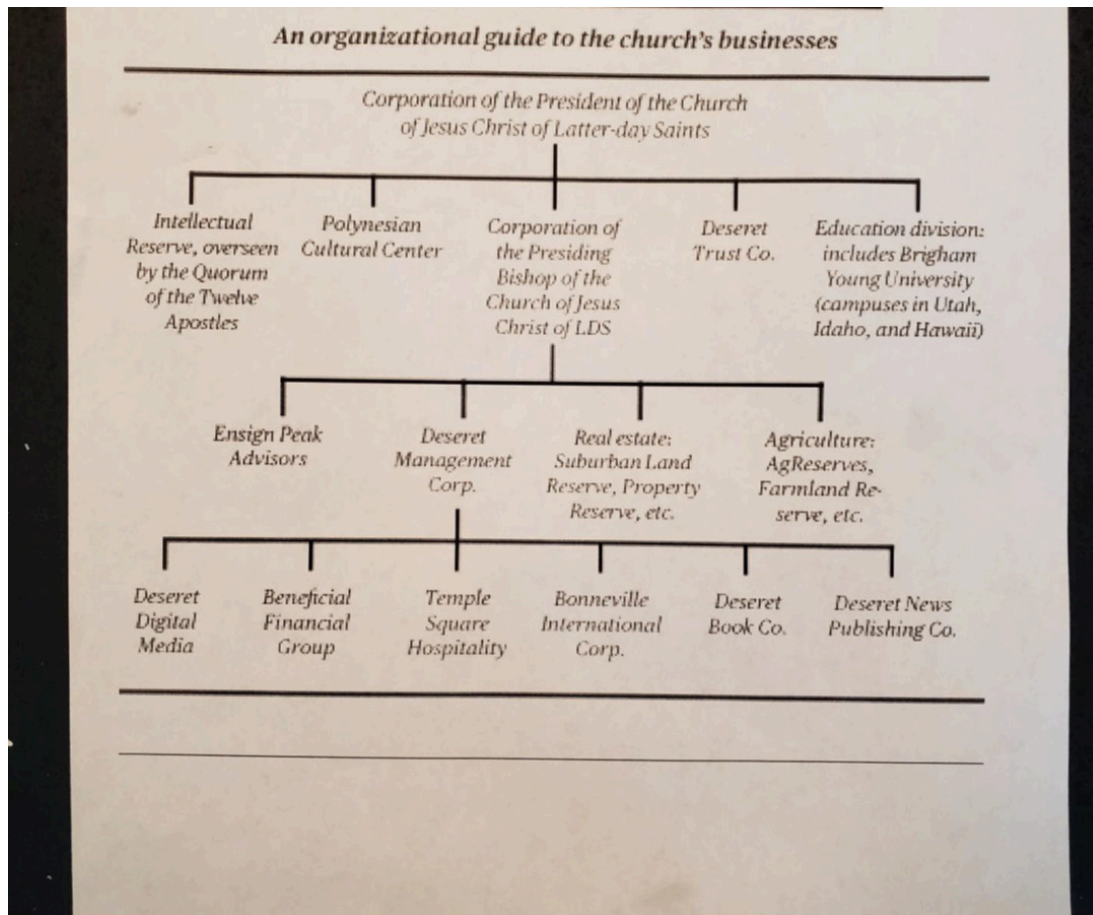 An organizational guide to the church's businesses
Corporation of the President of the Church
of Jesus Christ of Latter-day Saints
Intellectual
Reserve, overseen
by the Quorum
of the Twelve
Apostles
Polynesian
Cultural Center
Corporation of
the Presiding
Bishop of the
Church of Jesus
Christ of LDS
Deseret
Trust Co.
Education division:
includes Brigham
Young University
(campuses in Utah,
Idaho, and Hawaii)
Ensign Peak
Advisors
Deseret
Management
Corp.
Real estate:
Suburban Land
Reserve, Property
Reserve, etc.
Agriculture:
AgReserves,
Farmland Re-
serve, etc.
Deseret
Digital
Media
Beneficial
Financial
Group
Temple
Square
Hospitality
Bonneville
International
Corp.
Deseret
Book Co.
Deseret News
Publishing Co.